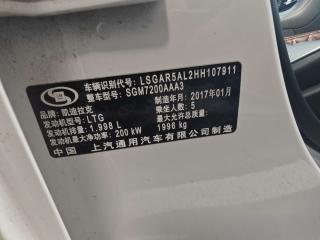 车辆识别代号: LSGAR5AL2HH107911
整车型号: SGM7200AAA3
品牌: 凯迪拉克 制造年月: 2017年01月
发动机型号: LTG 乘坐人数: 5
发动机排量: 1.998 L 最大允许总质量:
发动机最大净功率: 200 kW 1996 kg
中国 上汽通用汽车有限公司制造